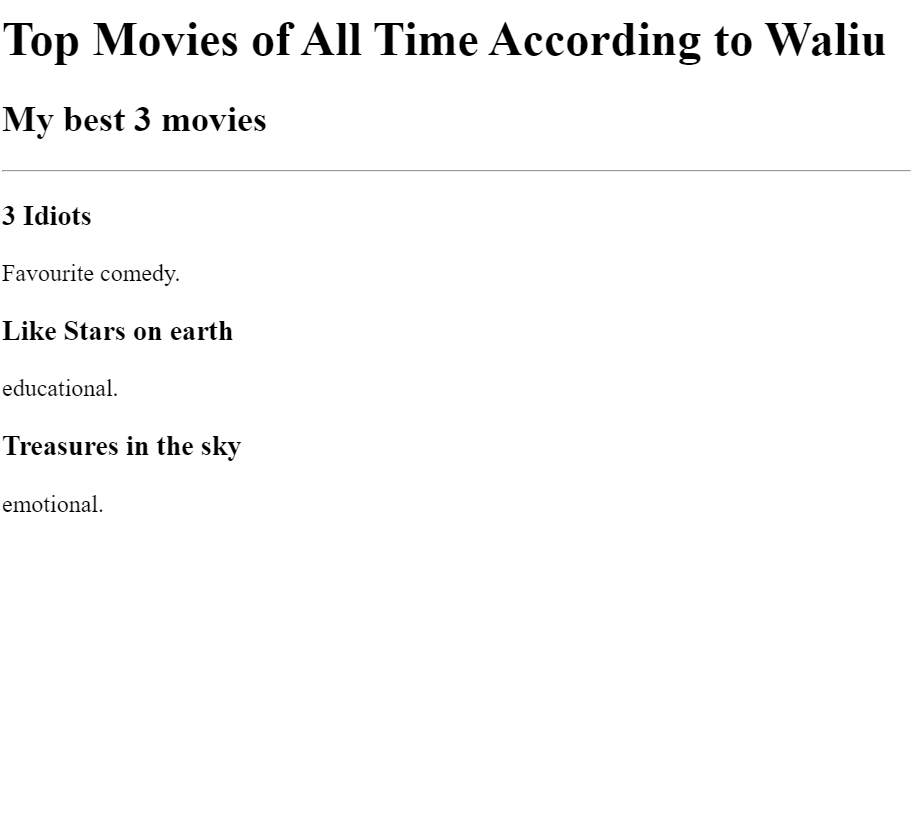 Top Movies of All Time According to Waliu
My best 3 movies
3 Idiots
Favourite comedy.
Like Stars on earth
educational.
Treasures in the sky
emotional.